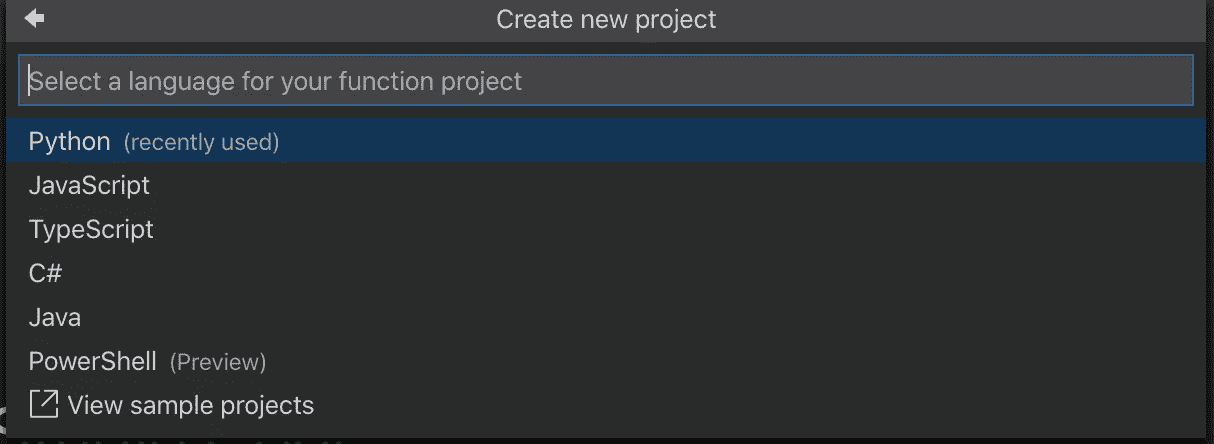 Create new project
Select a language for your function project
Python (recently used)
JavaScript
TypeScript
C#
Java
PowerShell (Preview)
View sample projects